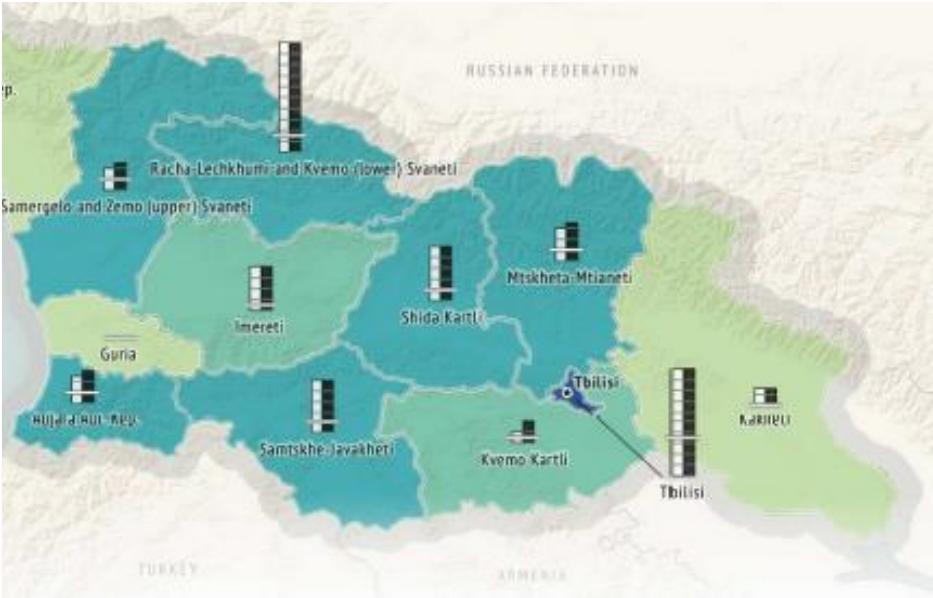 RUSSIAN FEDERATION
ep.
Racha-Lechkhumi and Kvemo (lower) Svaneti
Samergelo and Zemo (upper) Svaneti
Mtskheta-Mtianeti
Shida Kartli
Imereti
Guria
Tbilisi
Samtskhe-Javakheti
Kvemo Kartli
Tbilisi
TURKEY
ARMENIA